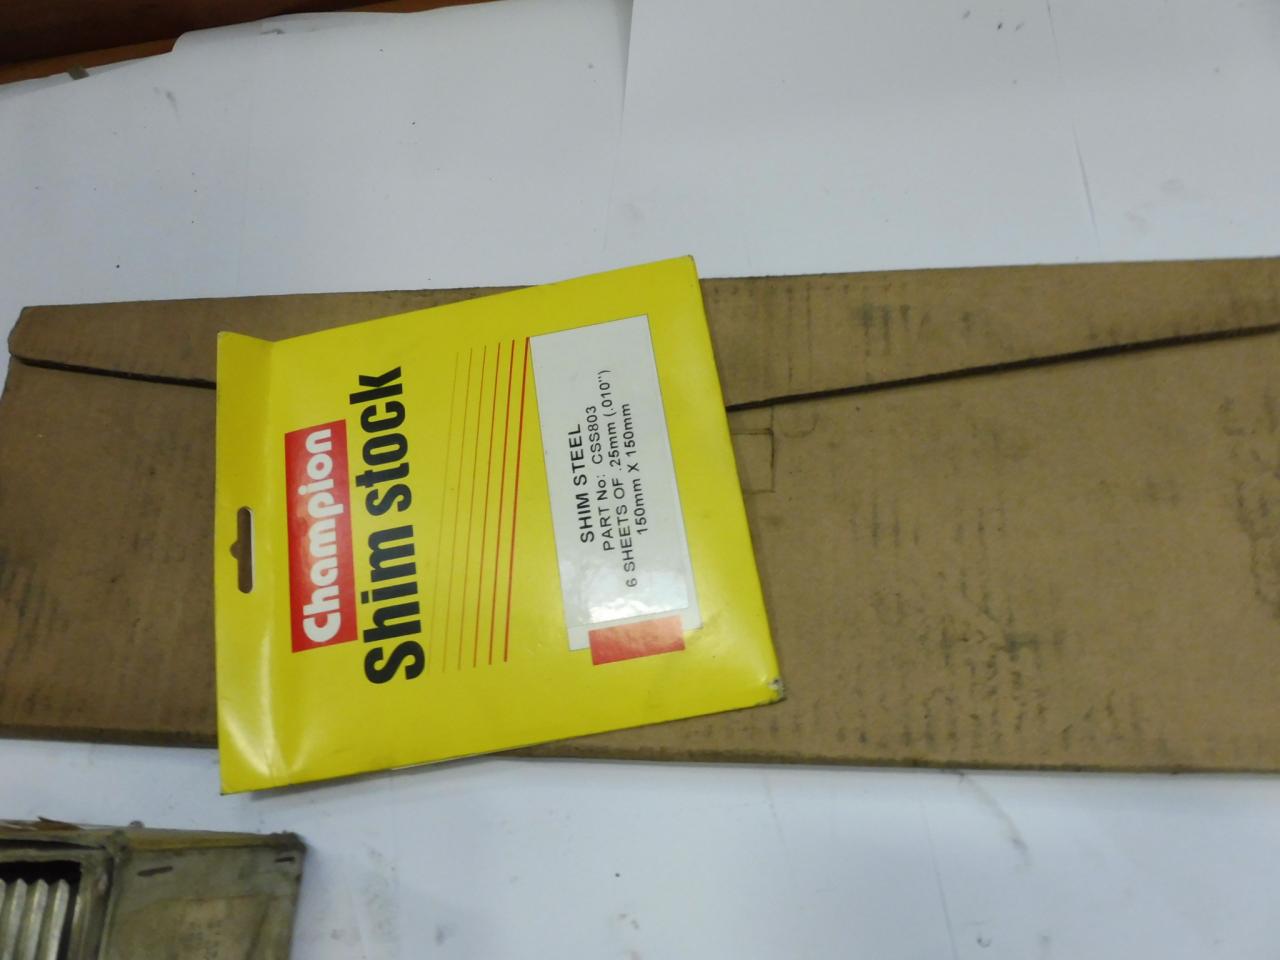 Champion
Shim stock
SHIM STEEL
PART No: CSS803
6 SHEETS OF .25mm (.010")
150mm X 150mm